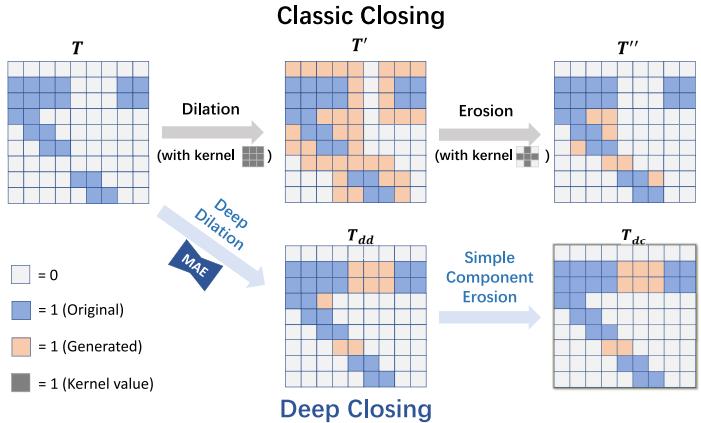 Classic Closing
T
T′
T′′
Dilation
(with kernel )
Erosion
(with kernel )
Deep
Dilation
MAE
T_dd
Simple
Component
Erosion
T_dc
= 0
= 1 (Original)
= 1 (Generated)
= 1 (Kernel value)
Deep Closing